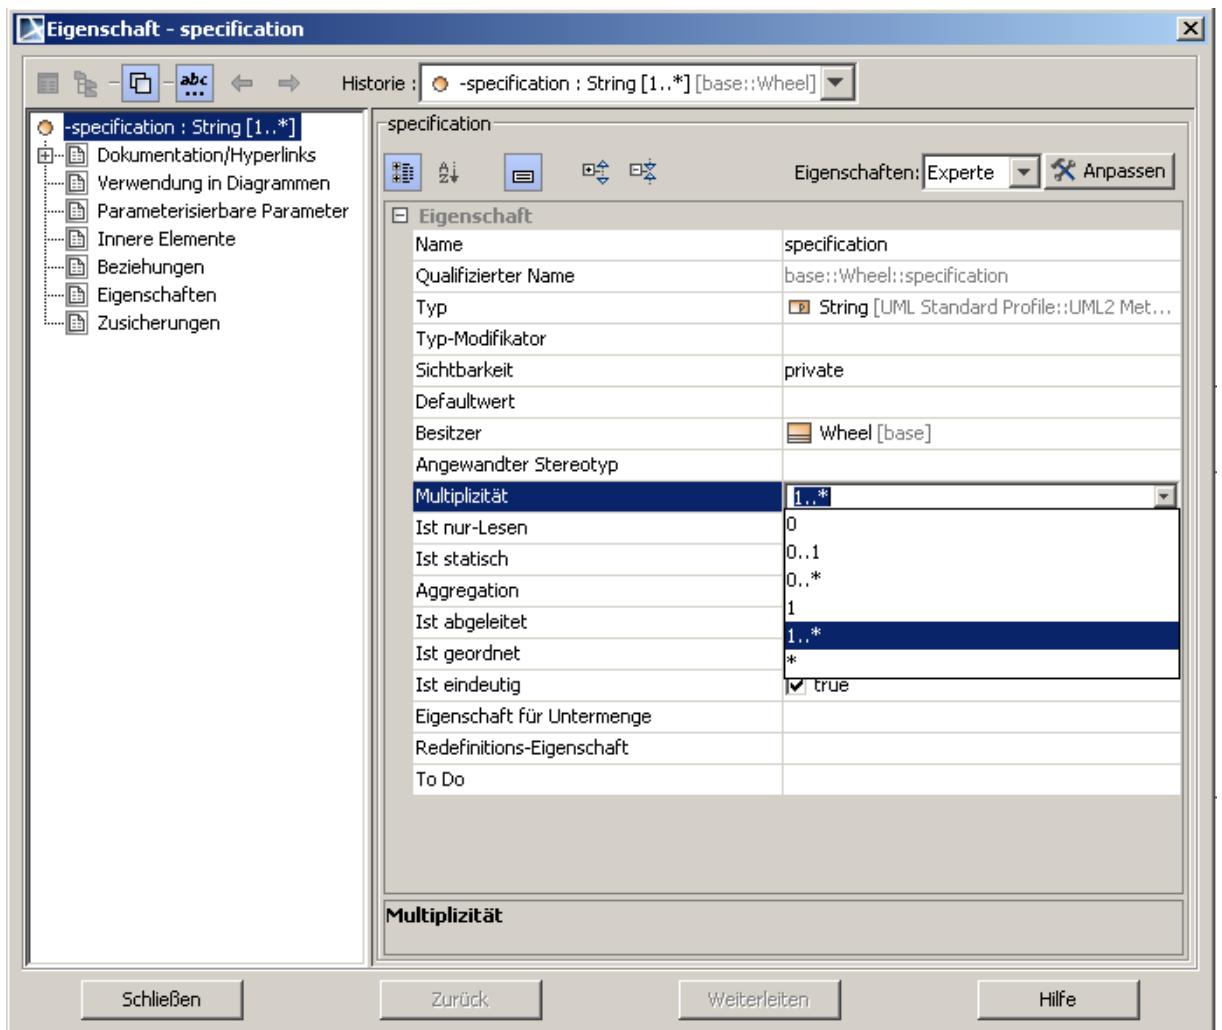 Eigenschaft - specification
abc
Historie : -specification : String [1..*] [base::Wheel]
-specification : String [1..*]
Dokumentation/Hyperlinks
Verwendung in Diagrammen
Parameterisierbare Parameter
Innere Elemente
Beziehungen
Eigenschaften
Zusicherungen
specification
Eigenschaften: Experte Anpassen
Eigenschaft
Name specification
Qualifizierter Name base::Wheel::specification
Typ String [UML Standard Profile::UML2 Met...
Typ-Modifikator
Sichtbarkeit private
Defaultwert
Besitzer Wheel [base]
Angewandter Stereotyp
Multiplizität 1..*
Ist nur-Lesen 0
Ist statisch 0..1
Aggregation 0..*
Ist abgeleitet 1
1..*
Ist geordnet *
Ist eindeutig true
Eigenschaft für Untermenge
Redefinitions-Eigenschaft
To Do
Multiplizität
Schließen Zurück Weiterleiten Hilfe